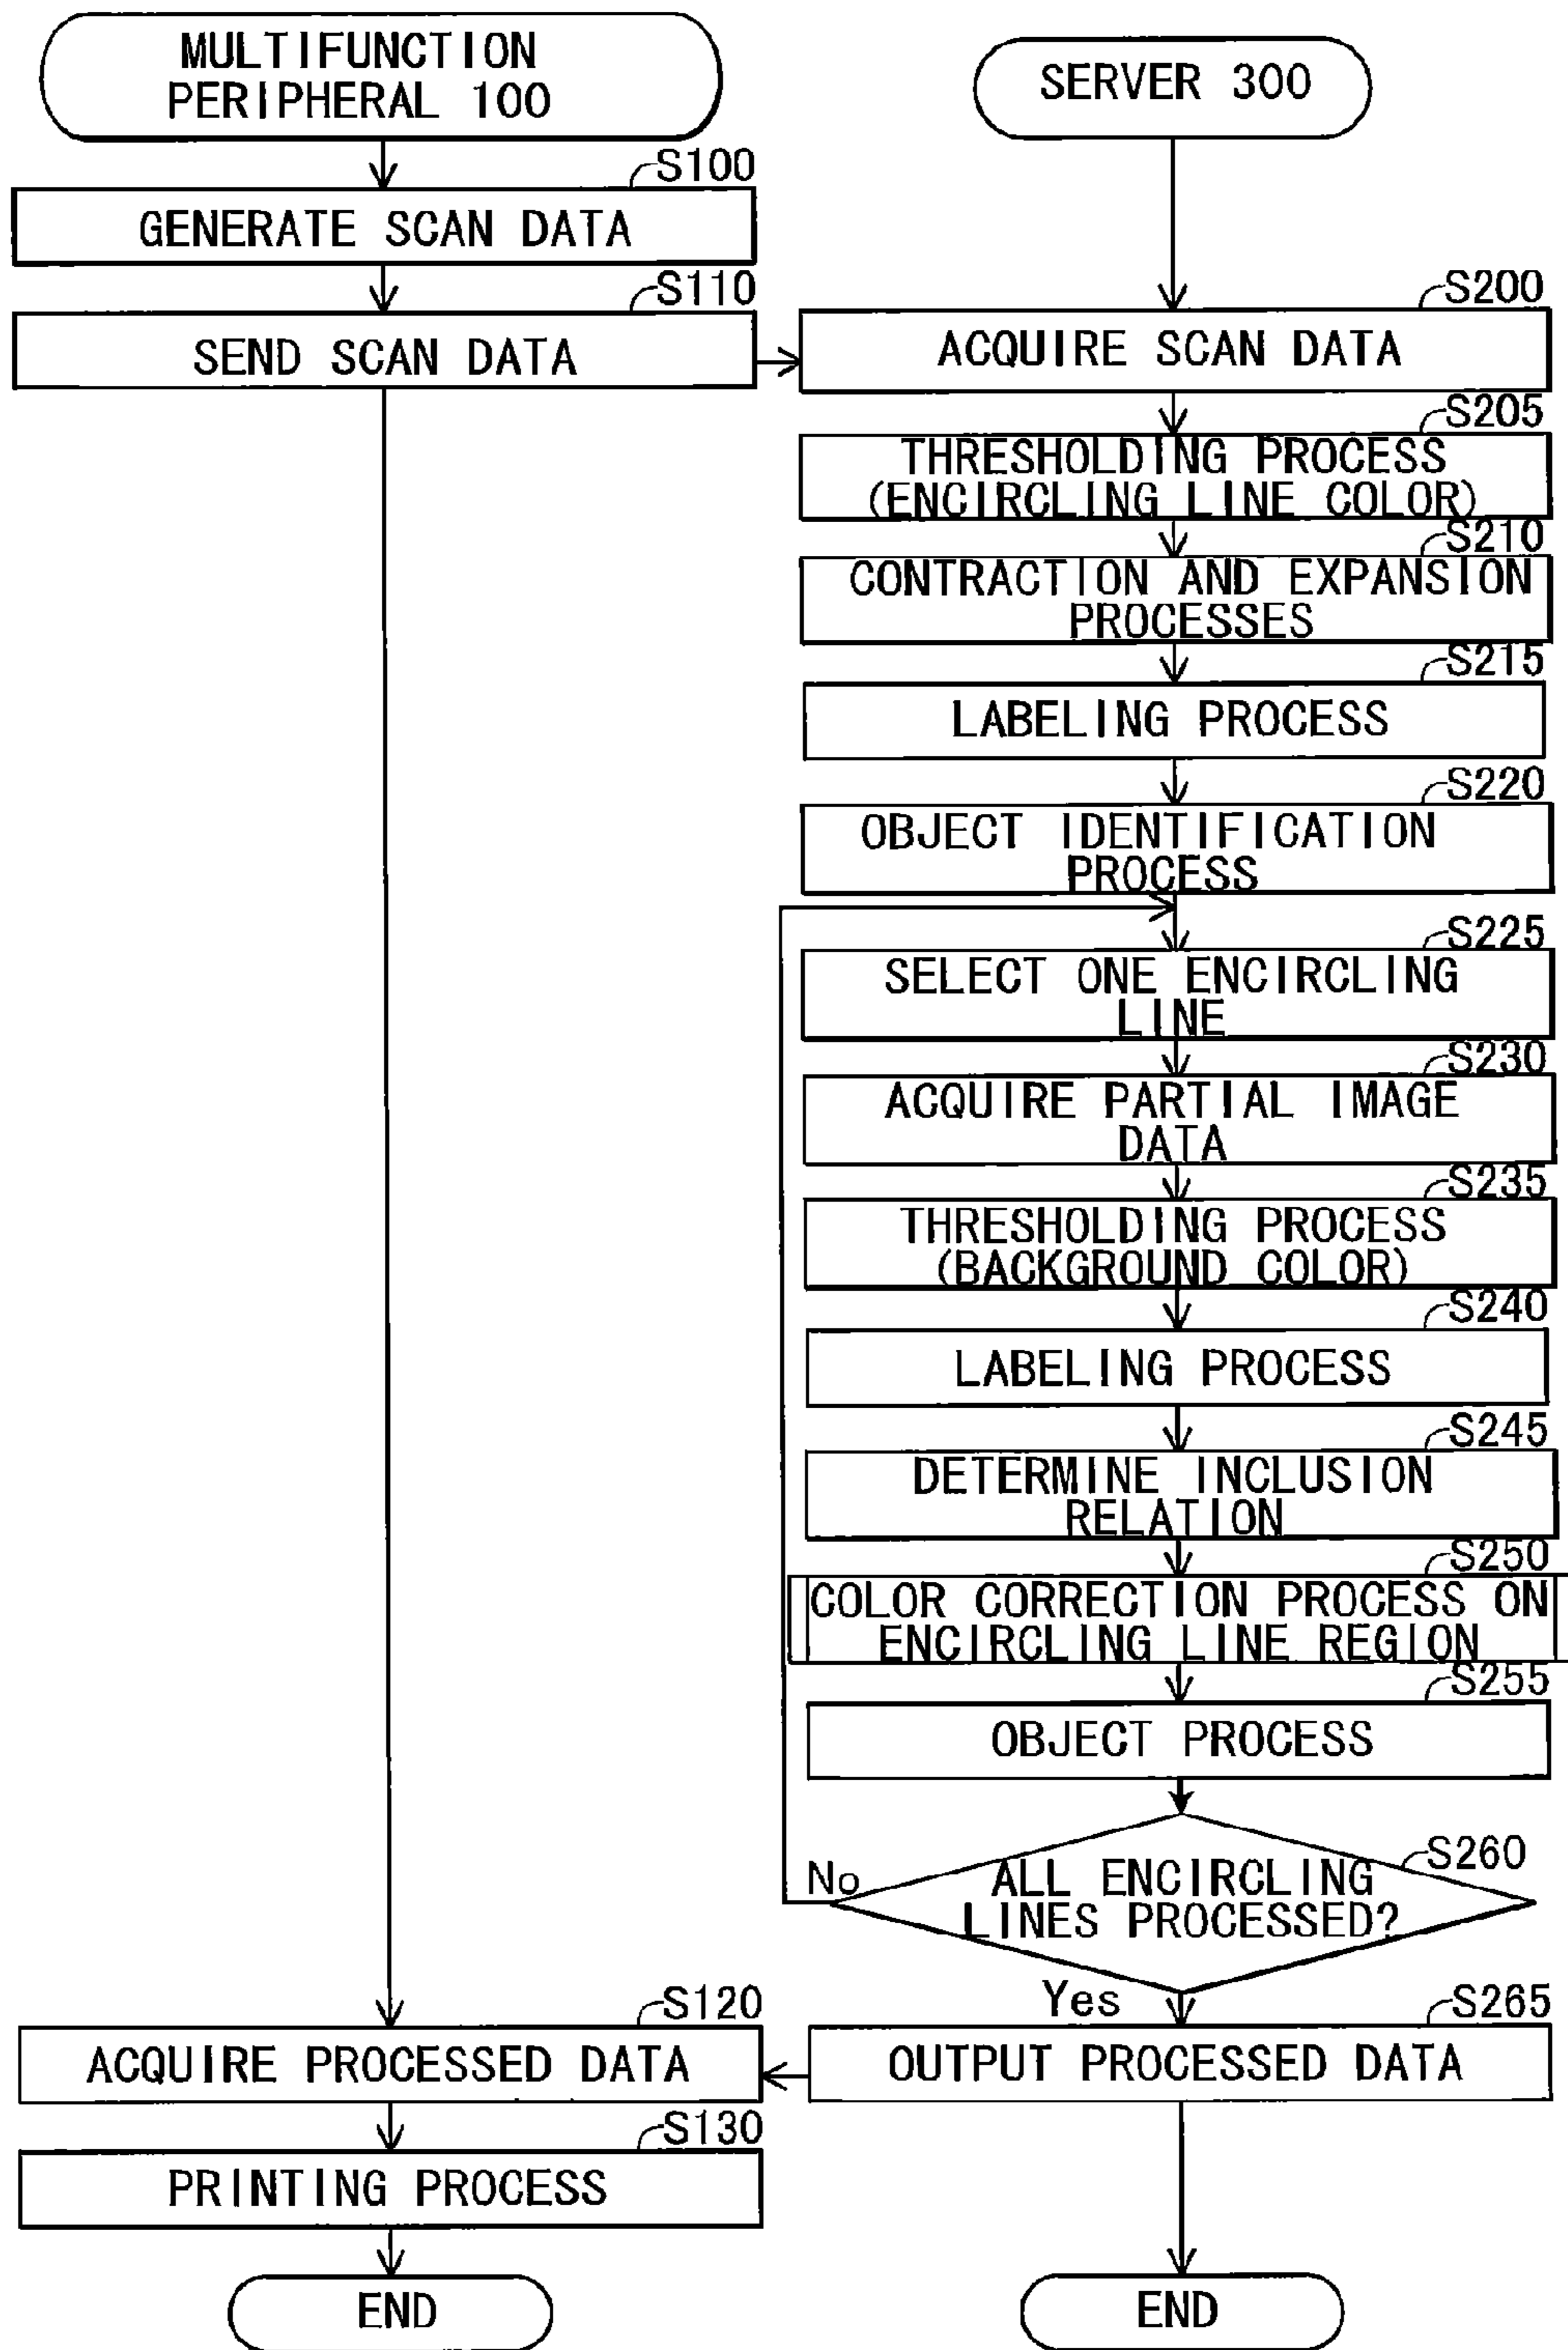 MULTIFUNCTION
PERIPHERAL 100
S100
GENERATE SCAN DATA
S110
SEND SCAN DATA
SERVER 300
S200
ACQUIRE SCAN DATA
S205
THRESHOLDING PROCESS
(ENCIRCLING LINE COLOR)
S210
CONTRACTION AND EXPANSION
PROCESSES
S215
LABELING PROCESS
S220
OBJECT IDENTIFICATION
PROCESS
S225
SELECT ONE ENCIRCLING
LINE
S230
ACQUIRE PARTIAL IMAGE
DATA
S235
THRESHOLDING PROCESS
(BACKGROUND COLOR)
S240
LABELING PROCESS
S245
DETERMINE INCLUSION
RELATION
S250
COLOR CORRECTION PROCESS ON
ENCIRCLING LINE REGION
S255
OBJECT PROCESS
S260
No
ALL ENCIRCLING
LINES PROCESSED?
Yes
S265
OUTPUT PROCESSED DATA
S120
ACQUIRE PROCESSED DATA
S130
PRINTING PROCESS
END
END